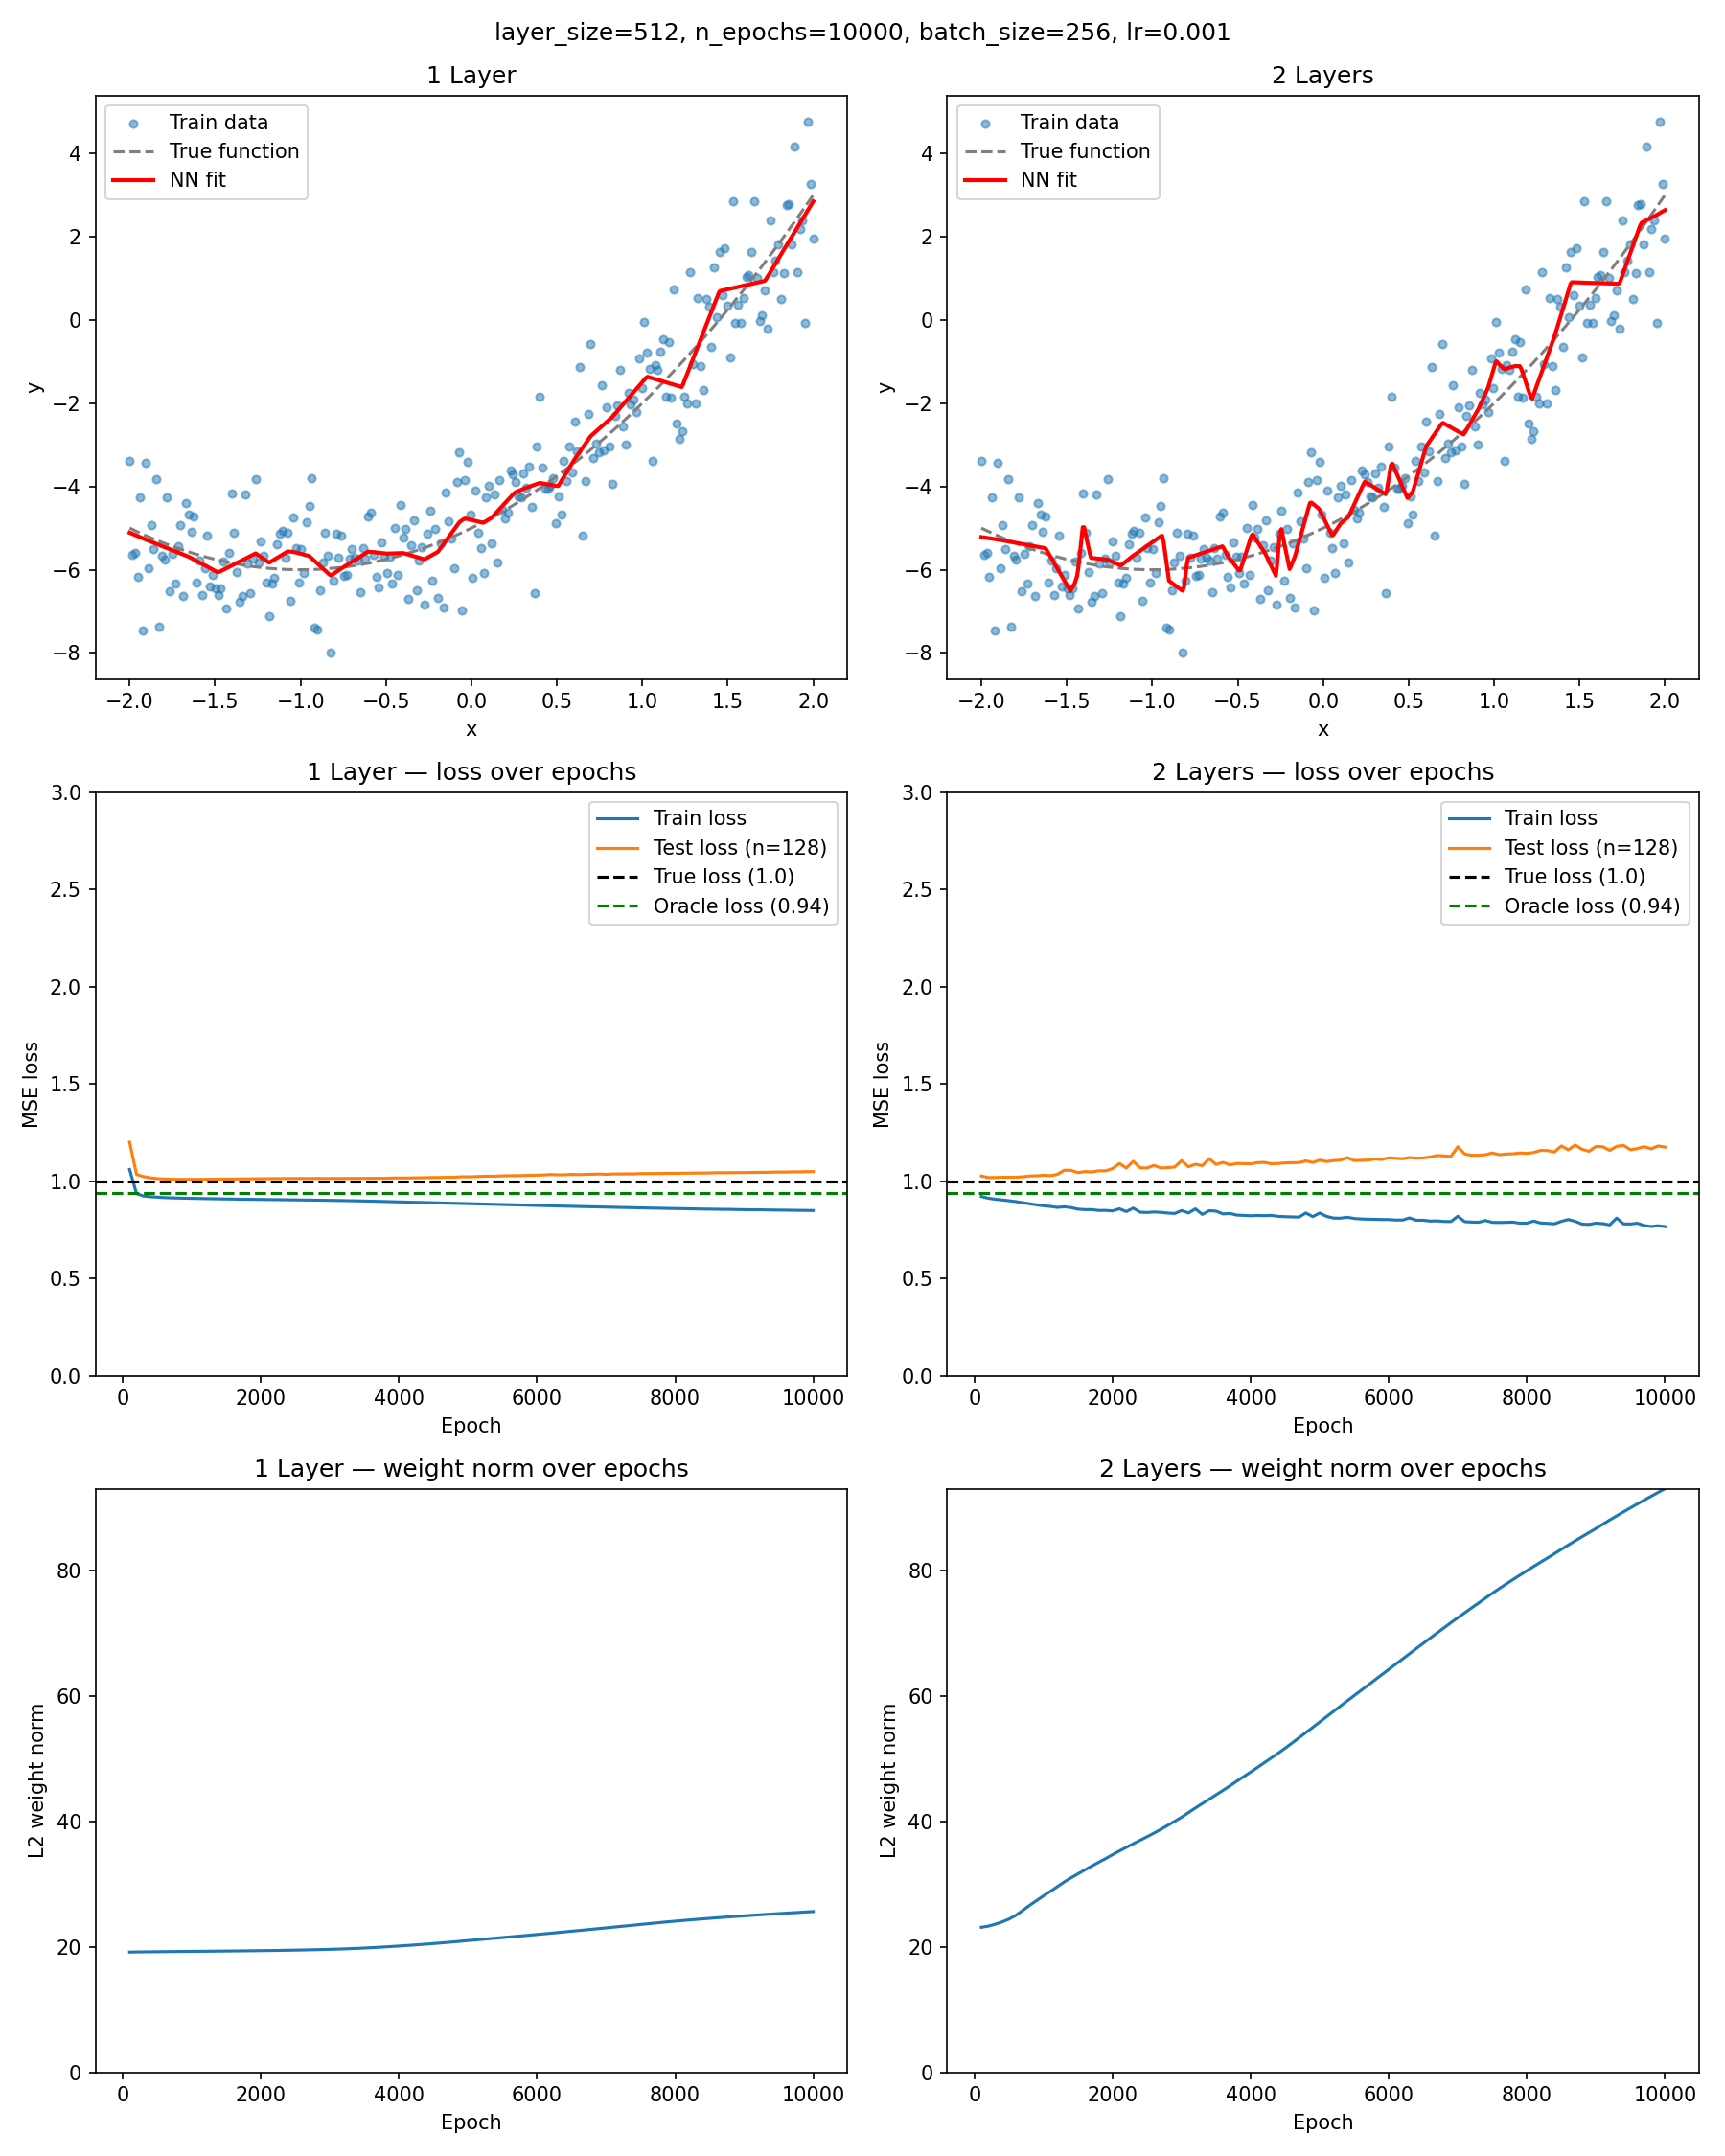 layer_size=512, n_epochs=10000, batch_size=256, lr=0.001
1 Layer
Train data
True function
NN fit
4
2
0
−2
−4
−6
−8
y
−2.0 −1.5 −1.0 −0.5 0.0 0.5 1.0 1.5 2.0
x
2 Layers
Train data
True function
NN fit
4
2
0
−2
−4
−6
−8
y
−2.0 −1.5 −1.0 −0.5 0.0 0.5 1.0 1.5 2.0
x
1 Layer — loss over epochs
Train loss
Test loss (n=128)
True loss (1.0)
Oracle loss (0.94)
3.0
2.5
2.0
1.5
1.0
0.5
0.0
MSE loss
0 2000 4000 6000 8000 10000
Epoch
2 Layers — loss over epochs
Train loss
Test loss (n=128)
True loss (1.0)
Oracle loss (0.94)
3.0
2.5
2.0
1.5
1.0
0.5
0.0
MSE loss
0 2000 4000 6000 8000 10000
Epoch
1 Layer — weight norm over epochs
80
60
40
20
0
L2 weight norm
0 2000 4000 6000 8000 10000
Epoch
2 Layers — weight norm over epochs
80
60
40
20
0
L2 weight norm
0 2000 4000 6000 8000 10000
Epoch